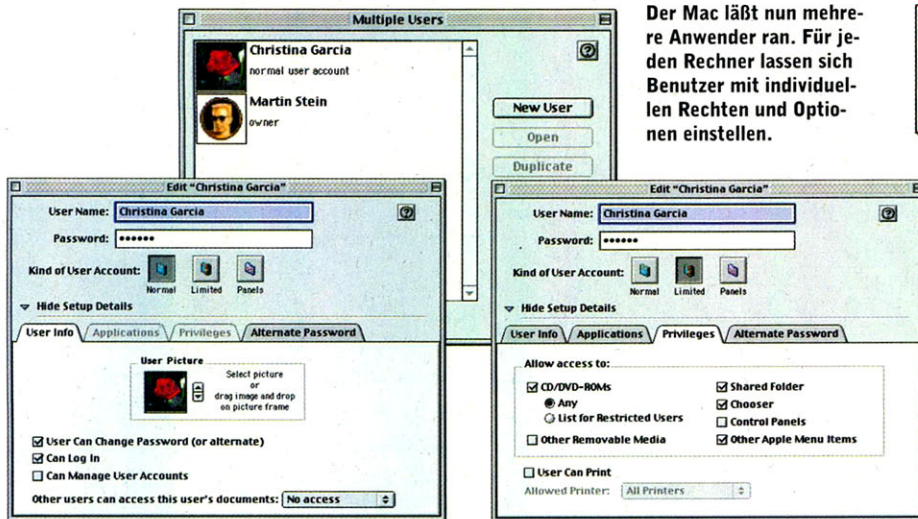 Multiple Users
Christina Garcia
normal user account
Martin Stein
owner
New User
Open
Duplicate
Der Mac läßt nun mehre-
re Anwender ran. Für je-
den Rechner lassen sich
Benutzer mit individuel-
len Rechten und Optio-
nen einstellen.
Edit "Christina Garcia"
User Name: Christina Garcia
Password: ••••••
Kind of User Account:
Normal Limited Panels
Hide Setup Details
User Info Applications Privileges Alternate Password
User Picture
Select picture
or
drag image and drop
on picture frame
User Can Change Password (or alternate)
Can Log In
Can Manage User Accounts
Other users can access this user's documents: No access
Edit "Christina Garcia"
User Name: Christina Garcia
Password: ••••••
Kind of User Account:
Normal Limited Panels
Hide Setup Details
User Info Applications Privileges Alternate Password
Allow access to:
CD/DVD-ROMs Shared Folder
Any Chooser
List for Restricted Users Control Panels
Other Removable Media Other Apple Menu Items
User Can Print
Allowed Printer: All Printers